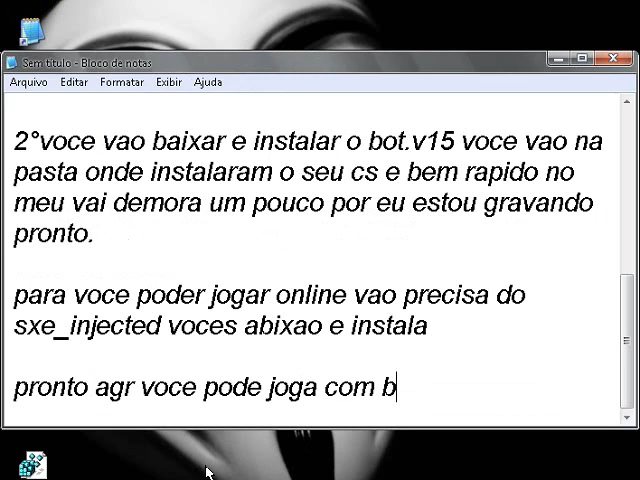 Sem título - Bloco de notas
Arquivo Editar Formatar Exibir Ajuda
2°voce vao baixar e instalar o bot.v15 voce vao na
pasta onde instalaram o seu cs e bem rapido no
meu vai demora um pouco por eu estou gravando
pronto.
para voce poder jogar online vao precisa do
sxe_injected voces abixao e instala
pronto agr voce pode joga com b